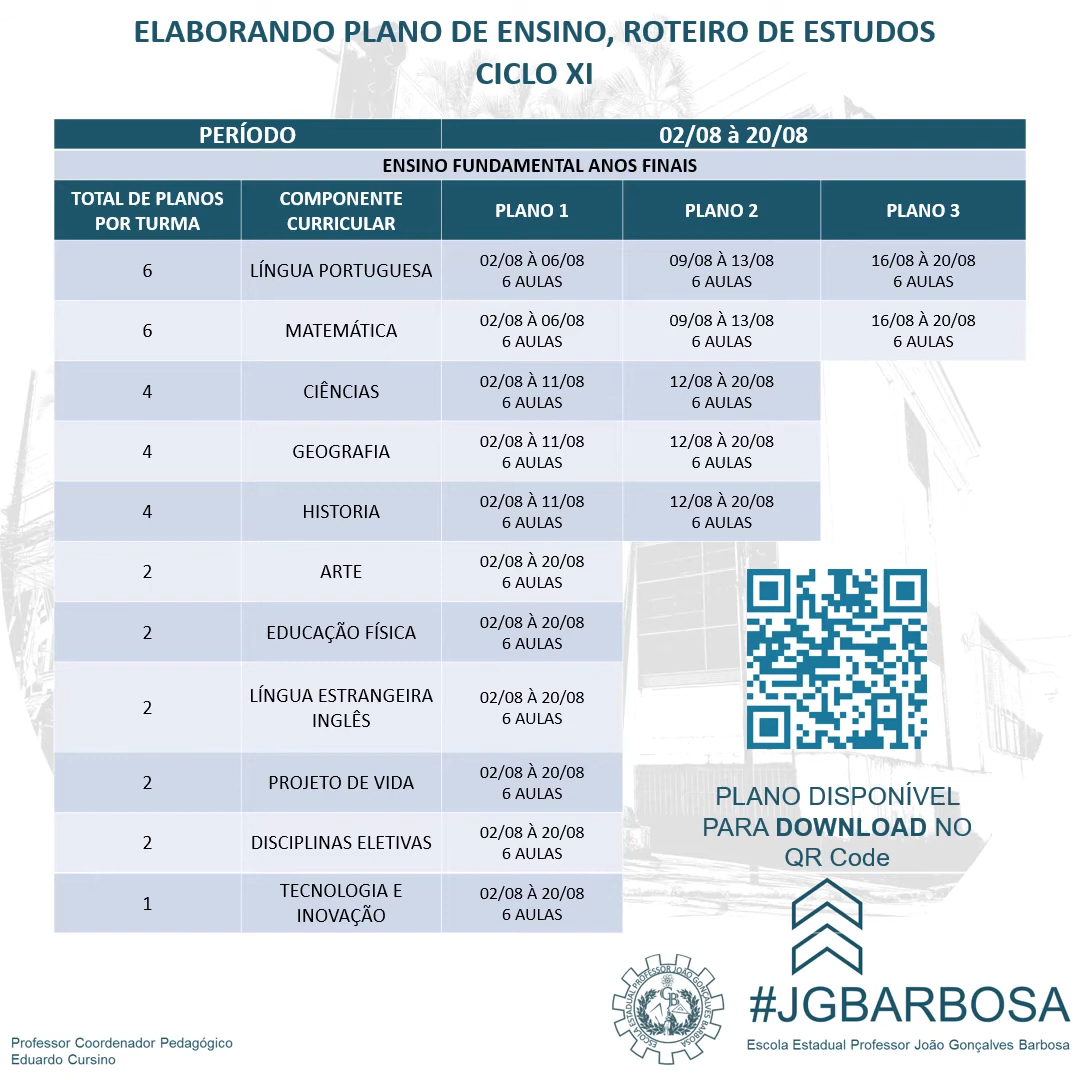 ELABORANDO PLANO DE ENSINO, ROTEIRO DE ESTUDOS
CICLO XI
PERÍODO 02/08 à 20/08
ENSINO FUNDAMENTAL ANOS FINAIS
TOTAL DE PLANOS
POR TURMA
COMPONENTE
CURRICULAR
PLANO 1
PLANO 2
PLANO 3
6
LÍNGUA PORTUGUESA
02/08 À 06/08
6 AULAS
09/08 À 13/08
6 AULAS
16/08 À 20/08
6 AULAS
6
MATEMÁTICA
02/08 À 06/08
6 AULAS
09/08 À 13/08
6 AULAS
16/08 À 20/08
6 AULAS
4
CIÊNCIAS
02/08 À 11/08
6 AULAS
12/08 À 20/08
6 AULAS
4
GEOGRAFIA
02/08 À 11/08
6 AULAS
12/08 À 20/08
6 AULAS
4
HISTORIA
02/08 À 11/08
6 AULAS
12/08 À 20/08
6 AULAS
2
ARTE
02/08 À 20/08
6 AULAS
2
EDUCAÇÃO FÍSICA
02/08 À 20/08
6 AULAS
2
LÍNGUA ESTRANGEIRA
INGLÊS
02/08 À 20/08
6 AULAS
2
PROJETO DE VIDA
02/08 À 20/08
6 AULAS
2
DISCIPLINAS ELETIVAS
02/08 À 20/08
6 AULAS
1
TECNOLOGIA E
INOVAÇÃO
02/08 À 20/08
6 AULAS
PLANO DISPONÍVEL
PARA DOWNLOAD NO
QR Code
ESCOLA ESTADUAL PROFESSOR JOÃO GONÇALVES BARBOSA
GB
#JGBARBOSA
Escola Estadual Professor João Gonçalves Barbosa
Professor Coordenador Pedagógico
Eduardo Cursino